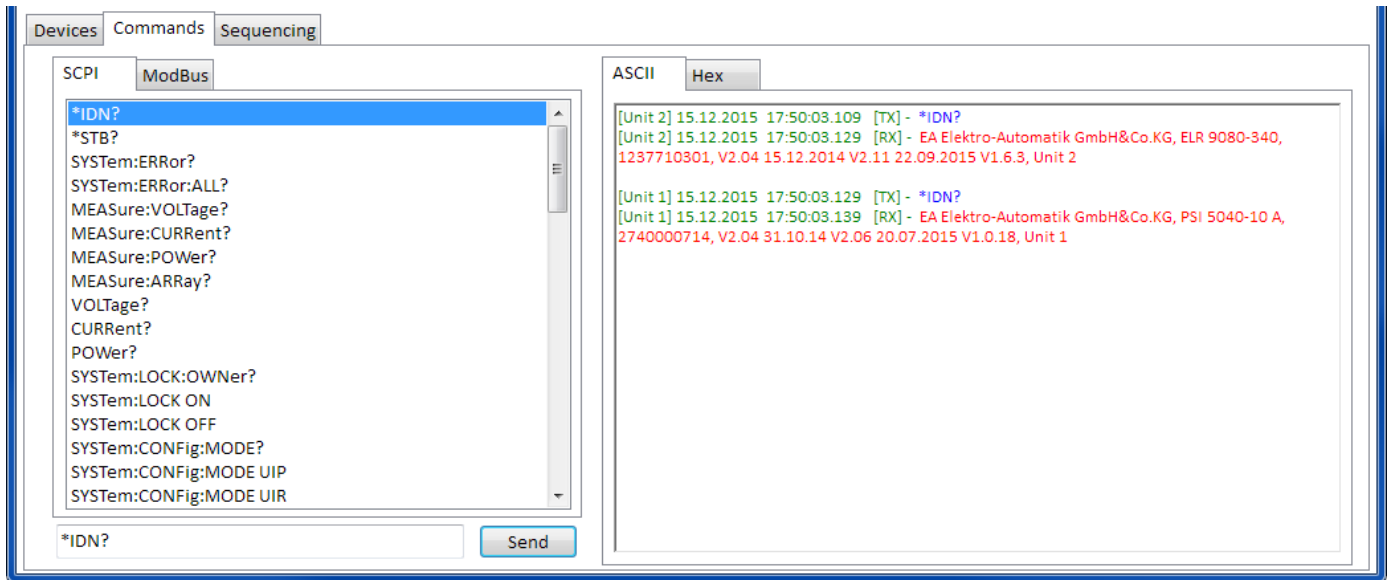 Devices Commands Sequencing
SCPI ModBus
*IDN?
*STB?
SYSTem:ERRor?
SYSTem:ERRor:ALL?
MEASure:VOLTage?
MEASure:CURRent?
MEASure:POWer?
MEASure:ARRay?
VOLTage?
CURRent?
POWer?
SYSTem:LOCK:OWNer?
SYSTem:LOCK ON
SYSTem:LOCK OFF
SYSTem:CONFig:MODE?
SYSTem:CONFig:MODE UIP
SYSTem:CONFig:MODE UIR
*IDN? Send
ASCII Hex
[Unit 2] 15.12.2015 17:50:03.109 [TX] - *IDN?
[Unit 2] 15.12.2015 17:50:03.129 [RX] - EA Elektro-Automatik GmbH&Co.KG, ELR 9080-340,
1237710301, V2.04 15.12.2014 V2.11 22.09.2015 V1.6.3, Unit 2
[Unit 1] 15.12.2015 17:50:03.129 [TX] - *IDN?
[Unit 1] 15.12.2015 17:50:03.139 [RX] - EA Elektro-Automatik GmbH&Co.KG, PSI 5040-10 A,
2740000714, V2.04 31.10.14 V2.06 20.07.2015 V1.0.18, Unit 1